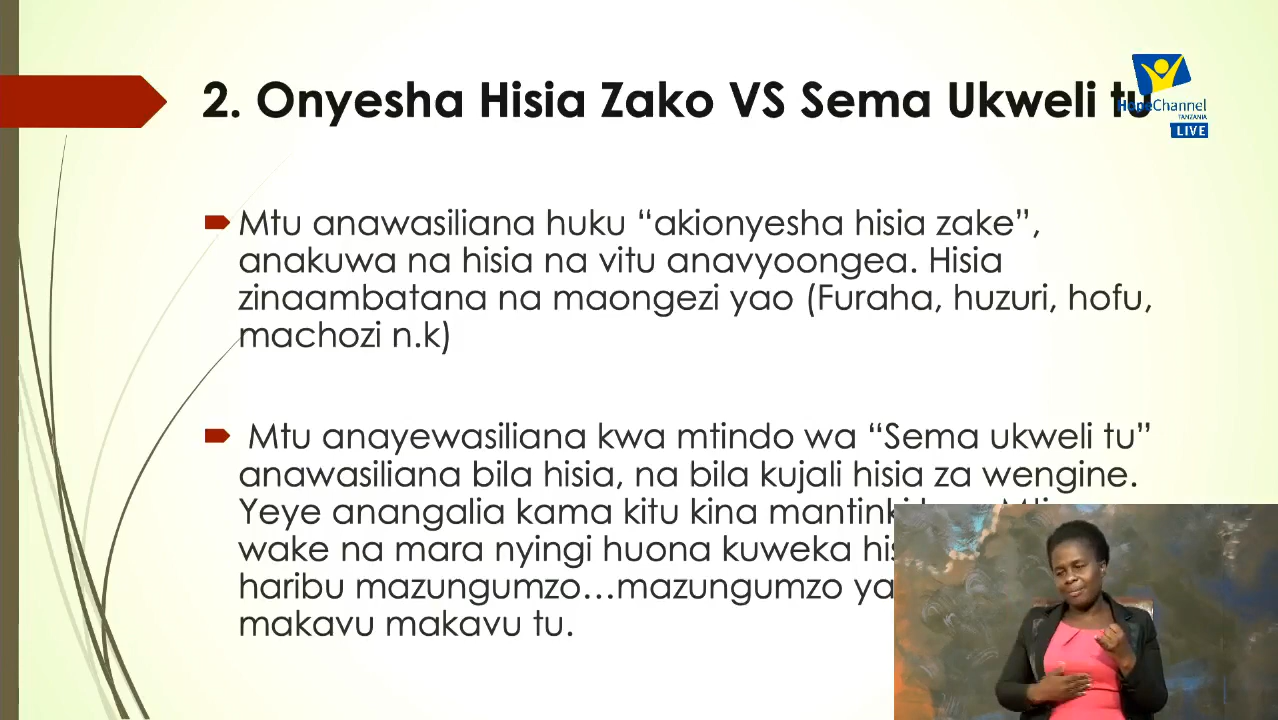 2. Onyesha Hisia Zako VS Sema Ukweli tu
HopeChannel
TANZANIA
LIVE
Mtu anawasiliana huku “akionyesha hisia zake”,
anakuwa na hisia na vitu anavyoongea. Hisia
zinaambatana na maongezi yao (Furaha, huzuri, hofu,
machozi n.k)
Mtu anayewasiliana kwa mtindo wa “Sema ukweli tu”
anawasiliana bila hisia, na bila kujali hisia za wengine.
Yeye anangalia kama kitu kina
wake na mara nyingi huona kuweka
haribu mazungumzo...mazungumzo
makavu makavu tu.